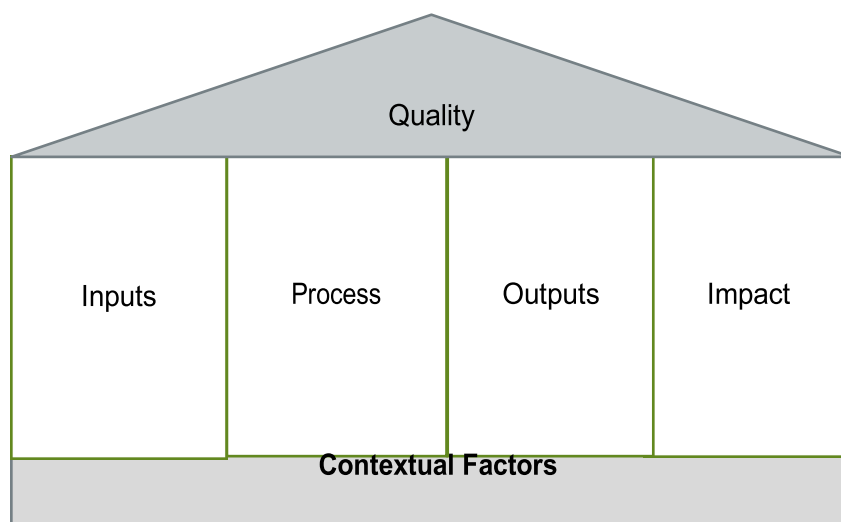 Quality
Inputs
Process
Outputs
Impact
Contextual Factors